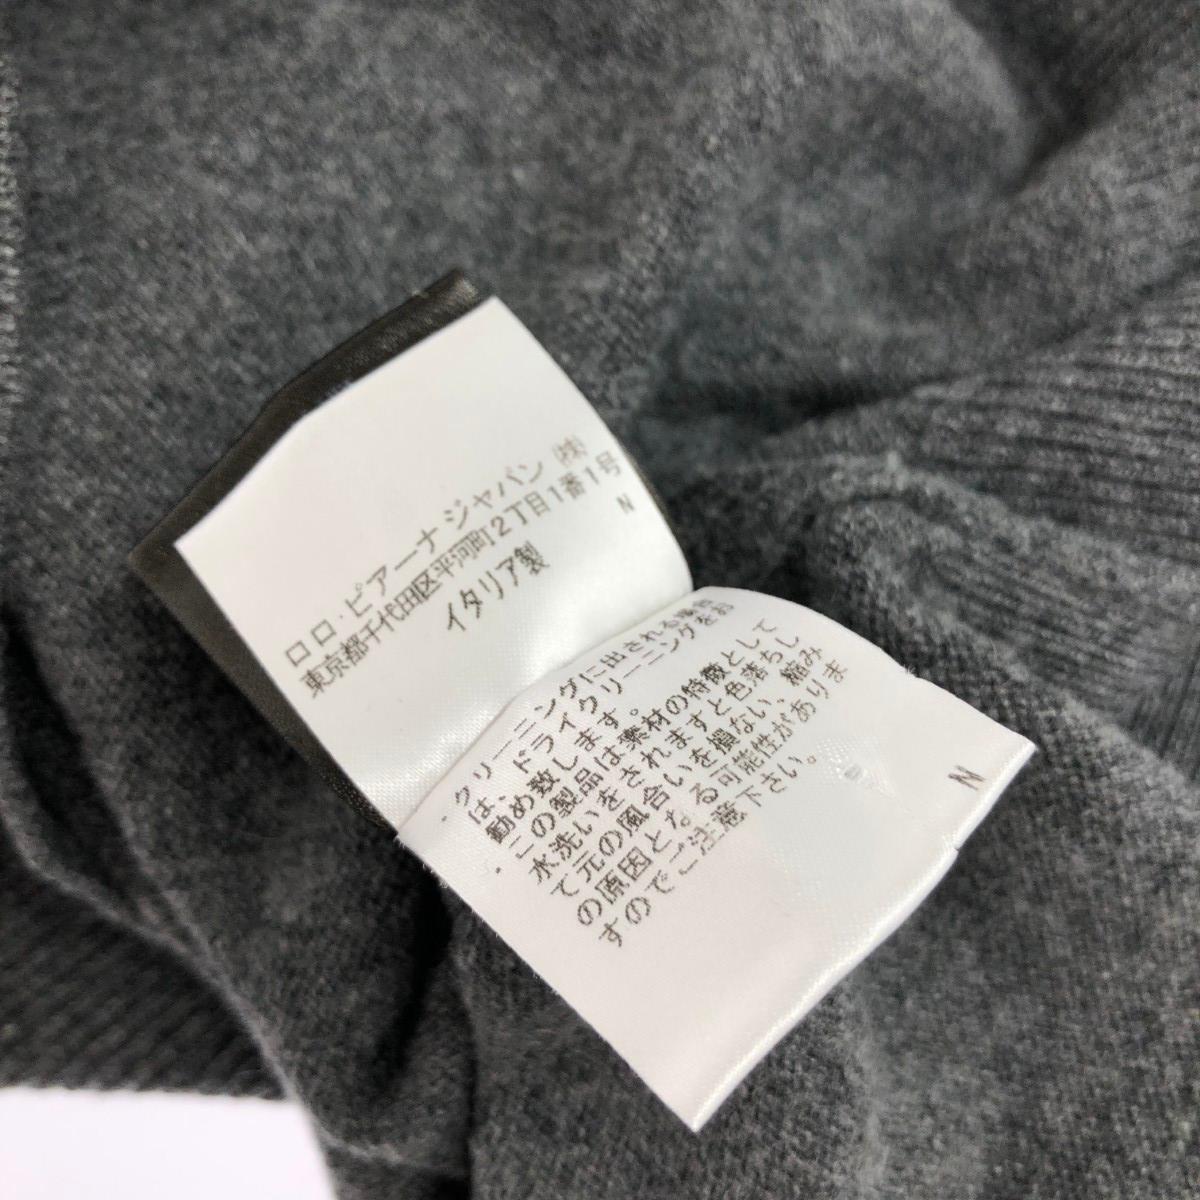 ロロ・ピアーナ ジャパン ㈱
東京都千代田区平河町2丁目1番1号
イタリア製
N
・クリーニングに出される場合
は、ドライクリーニングをお
勧め致します。
・この製品は素材の特徴として
水洗いをされますと色落ちし
て元の風合いを損ない、縮み
の原因となる可能性がありま
すのでご注意下さい。
N